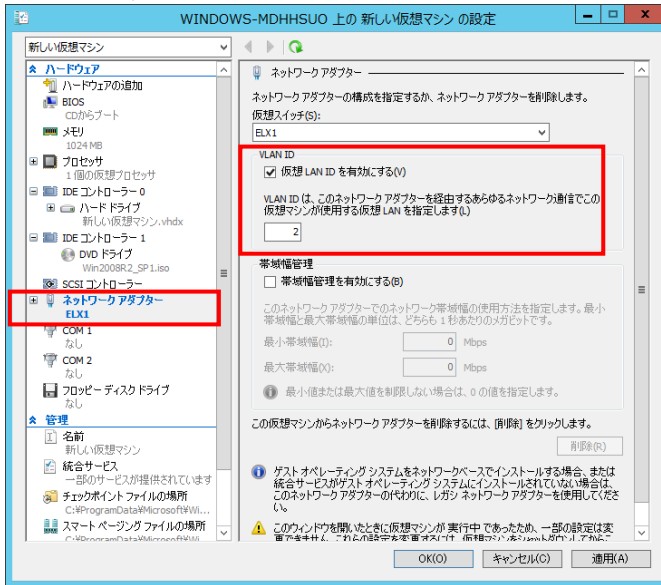 WINDOWS-MDHHSUO 上の 新しい仮想マシン の設定
新しい仮想マシン
ハードウェア
ハードウェアの追加
BIOS
CDからブート
メモリ
1024 MB
プロセッサ
1 個の仮想プロセッサ
IDE コントローラー 0
ハード ドライブ
新しい仮想マシン.vhdx
IDE コントローラー 1
DVD ドライブ
Win2008R2_SP1.iso
SCSI コントローラー
ネットワーク アダプター
ELX1
COM 1
なし
COM 2
なし
フロッピー ディスク ドライブ
なし
管理
名前
新しい仮想マシン
統合サービス
一部のサービスが提供されています
チェックポイント ファイルの場所
C:¥ProgramData¥Microsoft¥Wi...
スマート ページング ファイルの場所
C:¥ProgramData¥Microsoft¥Wi...
ネットワーク アダプター
ネットワーク アダプターの構成を指定するか、ネットワーク アダプターを削除します。
仮想スイッチ(S):
ELX1
VLAN ID
仮想 LAN ID を有効にする(V)
VLAN ID は、このネットワーク アダプターを経由するあらゆるネットワーク通信でこの
仮想マシンが使用する仮想 LAN を指定します(L)
2
帯域幅管理
帯域幅管理を有効にする(B)
このネットワーク アダプターでのネットワーク帯域幅の使用方法を指定します。最小
帯域幅と最大帯域幅の単位は、どちらも 1 秒あたりのメガビットです。
最小帯域幅(I):
0 Mbps
最大帯域幅(X):
0 Mbps
最小値または最大値を制限しない場合は、0 の値を指定します。
この仮想マシンからネットワーク アダプターを削除するには、[削除] をクリックします。
削除(R)
ゲスト オペレーティング システムをネットワークベースでインストールする場合、または
統合サービスがゲスト オペレーティング システムにインストールされていない場合は、
このネットワーク アダプターの代わりに、レガシ ネットワーク アダプターを使用してくださ
い。
このウィンドウを開いたときに仮想マシンが 実行中 であったため、一部の設定は変
更できません。これらの設定を変更するには、仮想マシンをシャットダウンしてからこ
OK(O)
キャンセル(C)
適用(A)